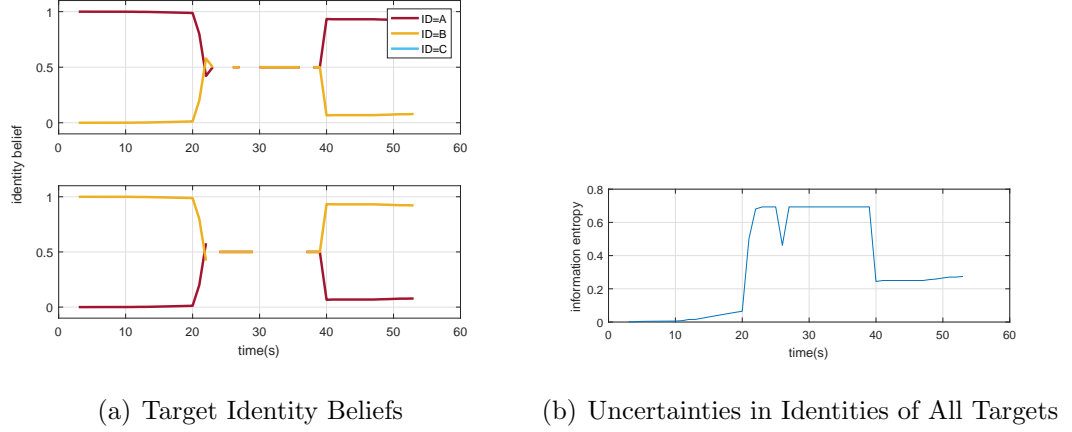 1
0.5
0
0 10 20 30 40 50 60
ID=A
ID=B
ID=C
identity belief
1
0.5
0
0 10 20 30 40 50 60
time(s)
(a) Target Identity Beliefs
0.8
0.6
0.4
0.2
0
information entropy
0 10 20 30 40 50 60
time(s)
(b) Uncertainties in Identities of All Targets